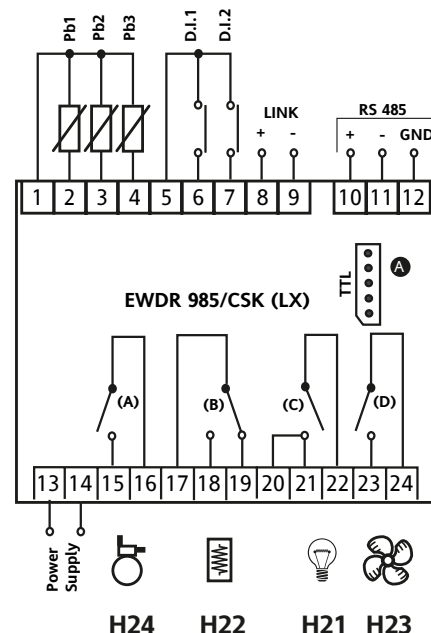 Pb1 Pb2 Pb3 D.I.1 D.I.2
LINK RS 485
+ - + - GND
1 2 3 4 5 6 7 8 9 10 11 12
TTL A
EWDR 985/CSK (LX)
(A) (B) (C) (D)
13 14 15 16 17 18 19 20 21 22 23 24
Power
Supply
H24 H22 H21 H23